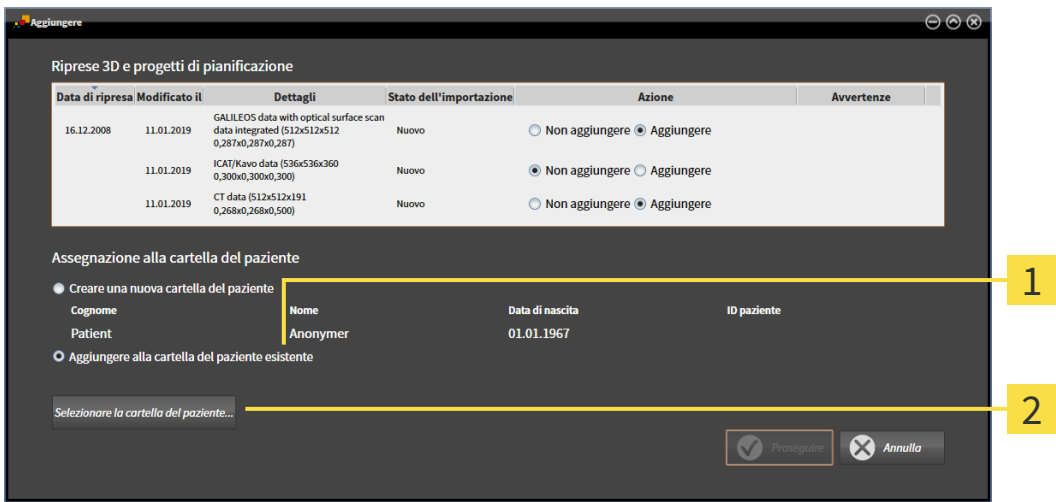 Aggiungere
Riprese 3D e progetti di pianificazione
Data di ripresa Modificato il Dettagli Stato dell'importazione Azione Avvertenze
GALILEOS data with optical surface scan
16.12.2008 11.01.2019 data integrated (512x512x512 Nuovo Non aggiungere Aggiungere
0,287x0,287x0,287)
ICAT/Kavo data (536x536x360
11.01.2019 0,300x0,300x0,300) Nuovo Non aggiungere Aggiungere
CT data (512x512x191
11.01.2019 0,268x0,268x0,500) Nuovo Non aggiungere Aggiungere
Assegnazione alla cartella del paziente
1
Creare una nuova cartella del paziente
Cognome Nome Data di nascita ID paziente
Patient Anonymer 01.01.1967
Aggiungere alla cartella del paziente esistente
Selezionare la cartella del paziente...
2
Proseguire Annulla